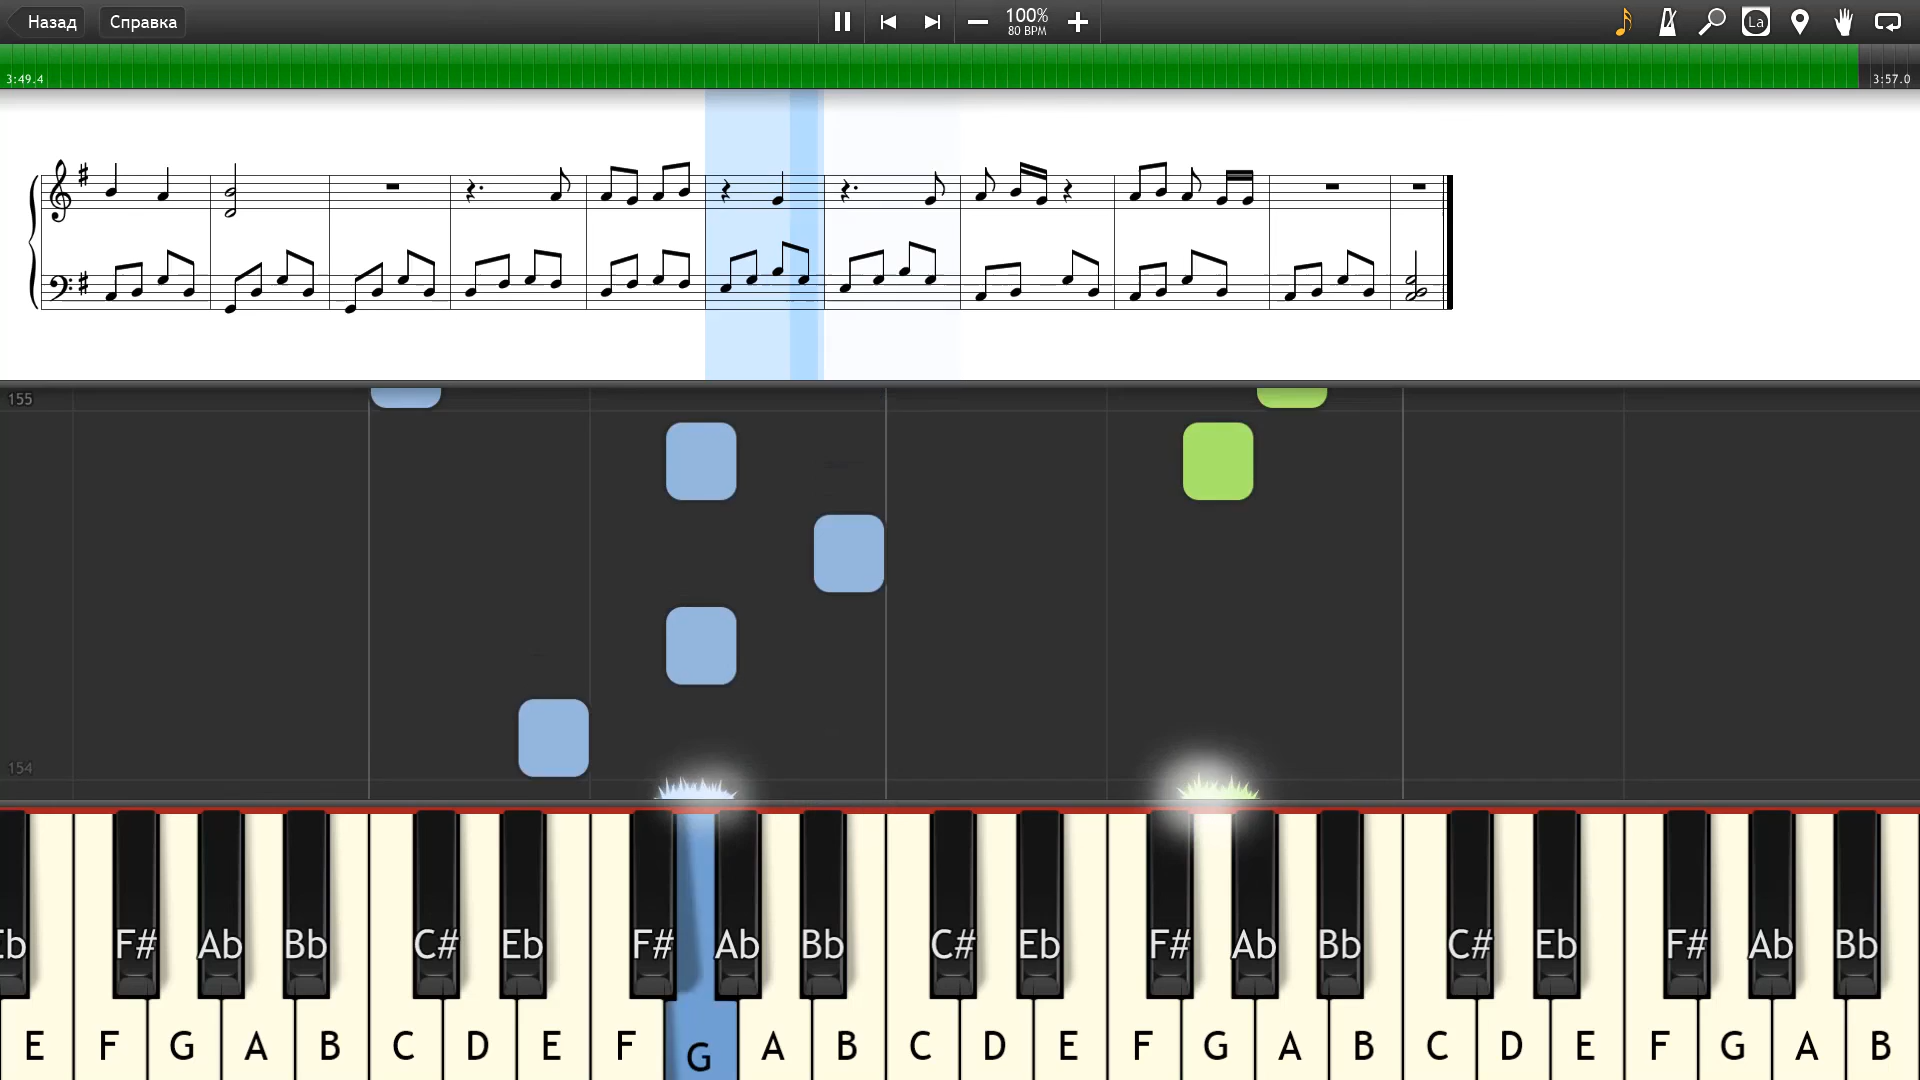 Назад Справка 100% La
80 BPM
3:49.4 3:57.0
155
154
Eb F# Ab Bb C# Eb F# Ab Bb C# Eb F# Ab Bb C# Eb F# Ab Bb
E F G A B C D E F G A B C D E F G A B C D E F G A B